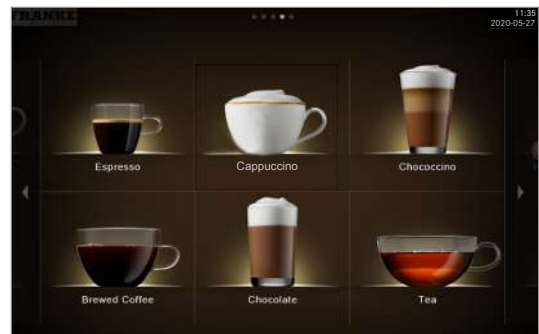 FRANKE
11:35
2020-05-27
Espresso
Cappuccino
Chococcino
Brewed Coffee
Chocolate
Tea